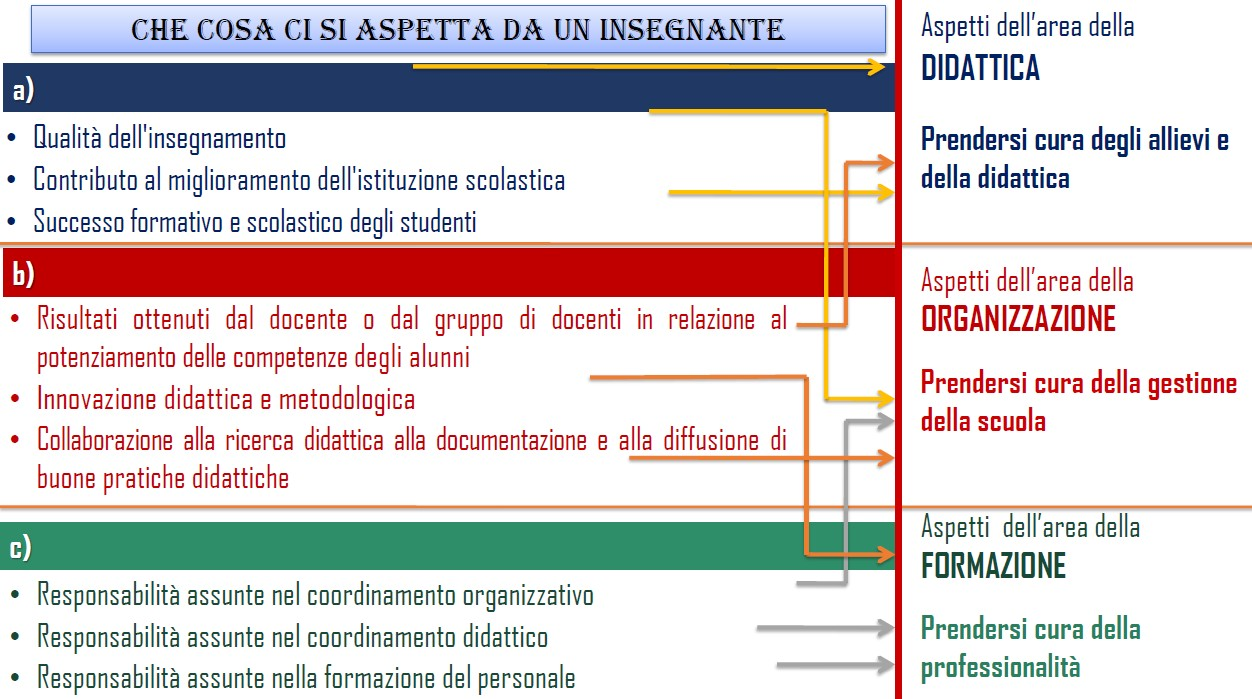 CHE COSA CI SI ASPETTA DA UN INSEGNANTE
a)
• Qualità dell'insegnamento
• Contributo al miglioramento dell'istituzione scolastica
• Successo formativo e scolastico degli studenti
b)
• Risultati ottenuti dal docente o dal gruppo di docenti in relazione al
potenziamento delle competenze degli alunni
• Innovazione didattica e metodologica
• Collaborazione alla ricerca didattica alla documentazione e alla diffusione di
buone pratiche didattiche
c)
• Responsabilità assunte nel coordinamento organizzativo
• Responsabilità assunte nel coordinamento didattico
• Responsabilità assunte nella formazione del personale
Aspetti dell’area della
DIDATTICA
Prendersi cura degli allievi e
della didattica
Aspetti dell’area della
ORGANIZZAZIONE
Prendersi cura della gestione
della scuola
Aspetti dell’area della
FORMAZIONE
Prendersi cura della
professionalità